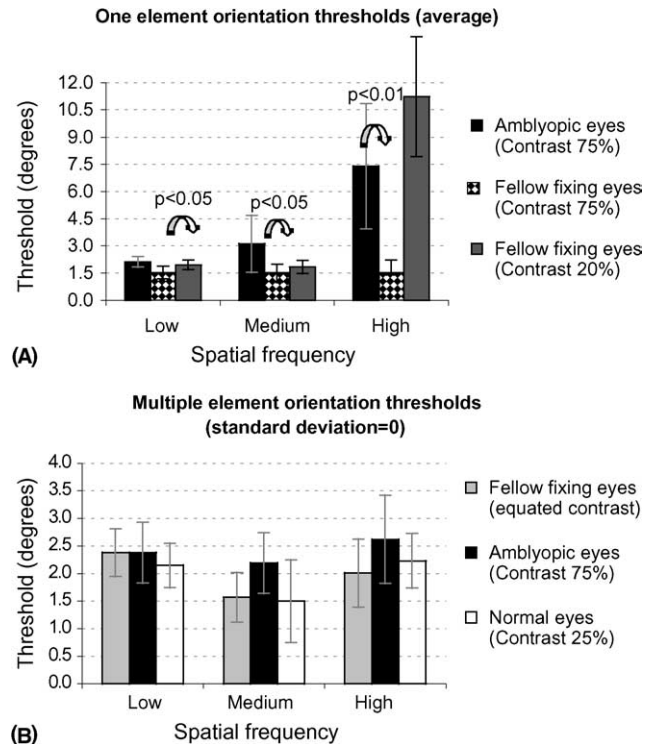 One element orientation thresholds (average)
12.0
10.5
9.0
7.5
6.0
4.5
3.0
1.5
0.0
Threshold (degrees)
p<0.05
p<0.05
p<0.01
Low
Medium
High
Spatial frequency
(A)
Amblyopic eyes
(Contrast 75%)
Fellow fixing eyes
(Contrast 75%)
Fellow fixing eyes
(Contrast 20%)
Multiple element orientation thresholds
(standard deviation=0)
4.0
3.5
3.0
2.5
2.0
1.5
1.0
0.5
0.0
Threshold (degrees)
Low
Medium
High
Spatial frequency
(B)
Fellow fixing eyes
(equated contrast)
Amblyopic eyes
(Contrast 75%)
Normal eyes
(Contrast 25%)